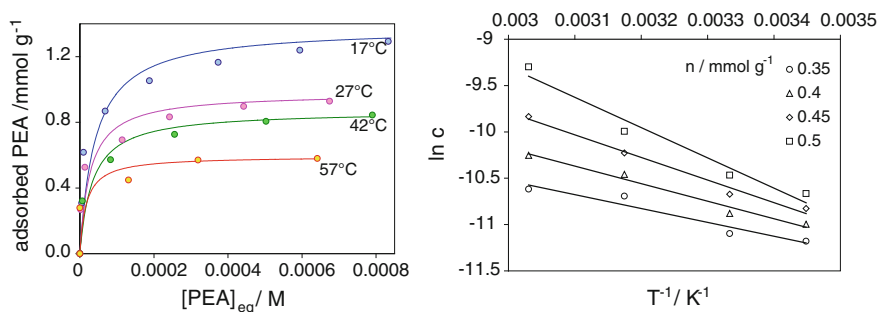 adsorbed PEA /mmol g⁻¹
1.2
0.8
0.4
0.0
17°C
27°C
42°C
57°C
0 0.0002 0.0004 0.0006 0.0008
[PEA]eq/ M
0.003 0.0031 0.0032 0.0033 0.0034 0.0035
ln c
-9
-9.5
-10.0
-10.5
-11
-11.5
n / mmol g⁻¹
0.35
0.4
0.45
0.5
T⁻¹/ K⁻¹